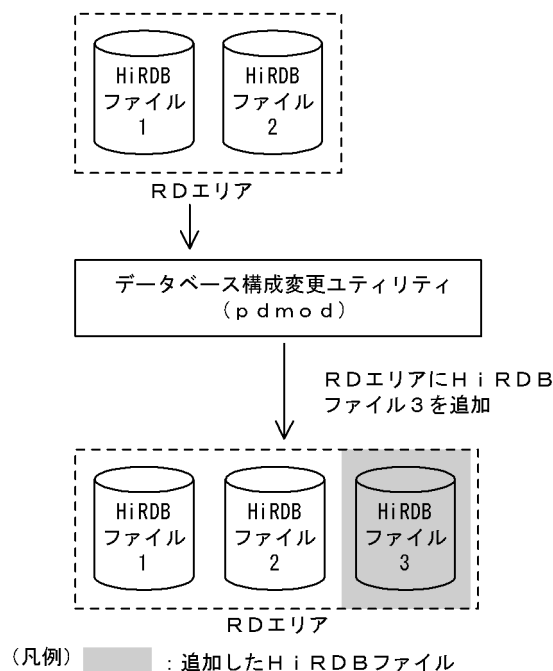 HiRDB
ファイル
1
HiRDB
ファイル
2
ＲＤエリア
データベース構成変更ユティリティ
（ｐｄｍｏｄ）
ＲＤエリアにＨｉＲＤＢ
ファイル３を追加
HiRDB
ファイル
1
HiRDB
ファイル
2
HiRDB
ファイル
3
ＲＤエリア
（凡例）　：追加したＨｉＲＤＢファイル